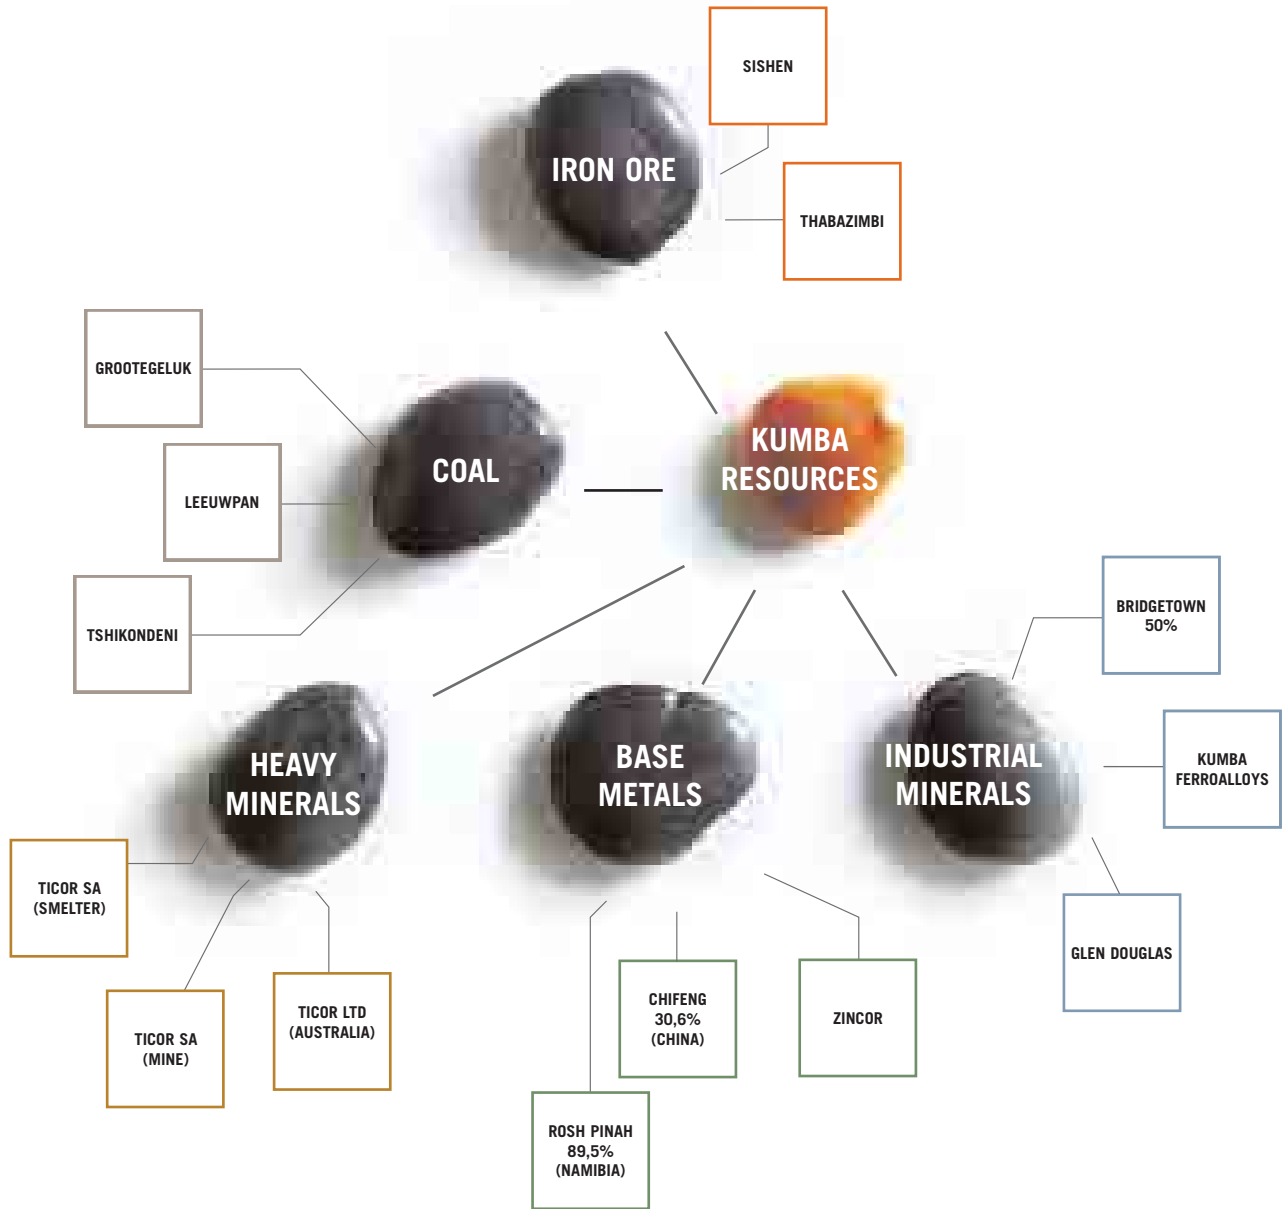 SISHEN
IRON ORE
THABAZIMBI
GROOTEGELUK
LEEUWPAN
TSHIKONDENI
COAL
KUMBA
RESOURCES
BRIDGETOWN
50%
KUMBA
FERROALLOYS
GLEN DOUGLAS
HEAVY
MINERALS
BASE
METALS
INDUSTRIAL
MINERALS
TICOR SA
(SMELTER)
TICOR SA
(MINE)
TICOR LTD
(AUSTRALIA)
CHIFENG
30,6%
(CHINA)
ZINCOR
ROSH PINAH
89,5%
(NAMIBIA)